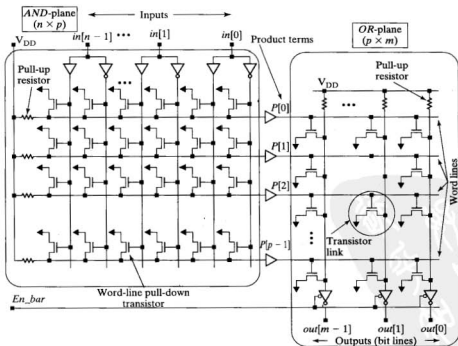 AND-plane
(n × p)
Inputs
V_DD
in[n − 1]
in[1]
in[0]
Pull-up
resistor
Product terms
P[0]
P[1]
P[2]
P[p−1]
Word-line pull-down
transistor
En_bar
OR-plane
(p × m)
V_DD
Pull-up
resistor
Word lines
Transistor
link
out[m − 1]
out[1]
out[0]
Outputs (bit lines)